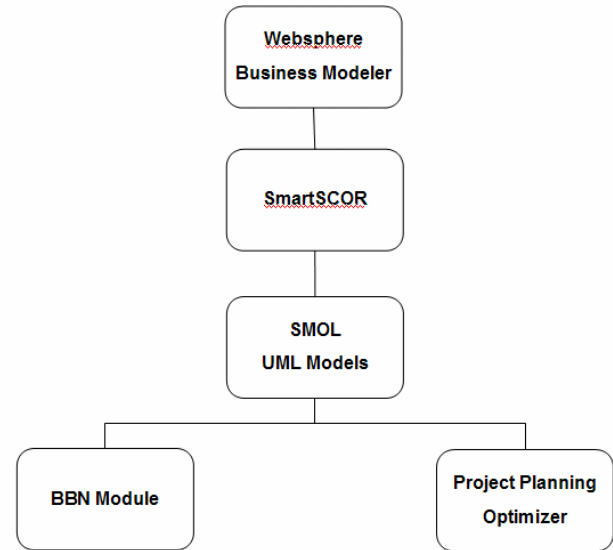 Websphere
Business Modeler
SmartSCOR
SMOL
UML Models
BBN Module
Project Planning
Optimizer